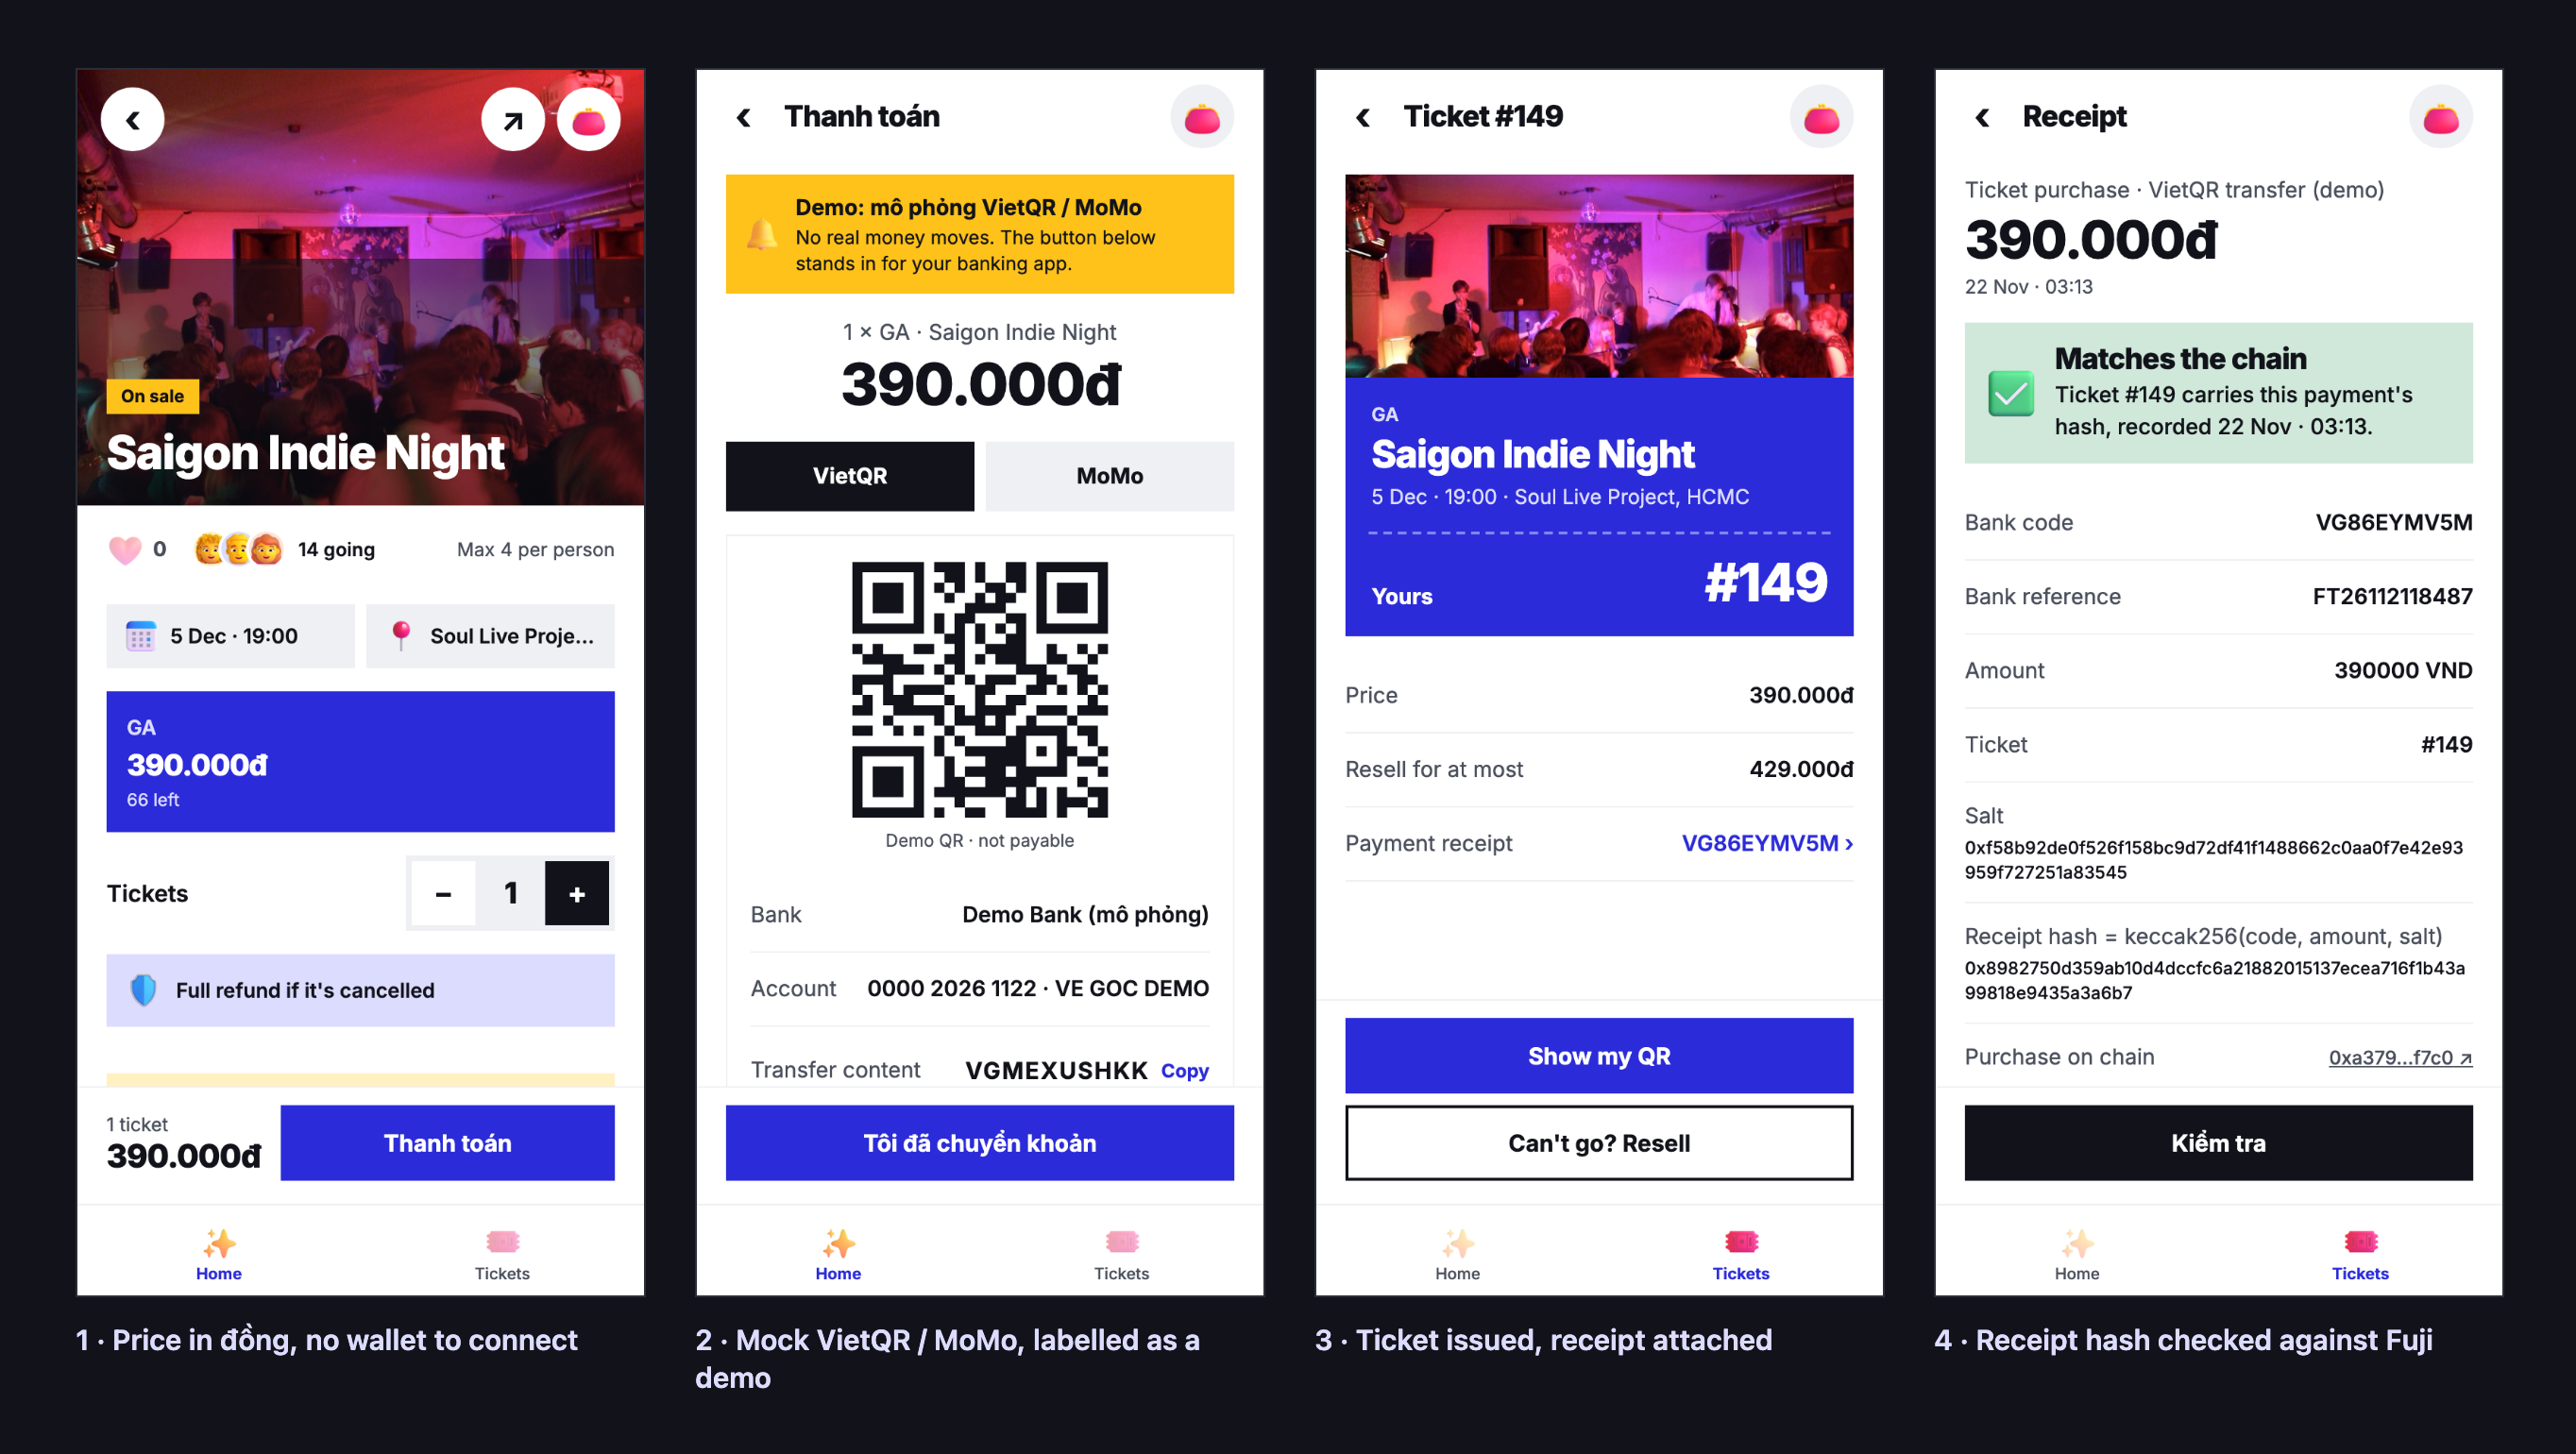 On sale
Saigon Indie Night
0
14 going
Max 4 per person
5 Dec · 19:00
Soul Live Proje...
GA
390.000đ
66 left
Tickets
−
1
+
Full refund if it's cancelled
1 ticket
390.000đ
Thanh toán
Home
Tickets
1 · Price in đồng, no wallet to connect
Thanh toán
Demo: mô phỏng VietQR / MoMo
No real money moves. The button below
stands in for your banking app.
1 × GA · Saigon Indie Night
390.000đ
VietQR
MoMo
Demo QR · not payable
Bank
Demo Bank (mô phỏng)
Account
0000 2026 1122 · VE GOC DEMO
Transfer content
VGMEXUSHKK
Copy
Tôi đã chuyển khoản
Home
Tickets
2 · Mock VietQR / MoMo, labelled as a
demo
Ticket #149
GA
Saigon Indie Night
5 Dec · 19:00 · Soul Live Project, HCMC
Yours
#149
Price
390.000đ
Resell for at most
429.000đ
Payment receipt
VG86EYMV5M ›
Show my QR
Can't go? Resell
Home
Tickets
3 · Ticket issued, receipt attached
Receipt
Ticket purchase · VietQR transfer (demo)
390.000đ
22 Nov · 03:13
Matches the chain
Ticket #149 carries this payment's
hash, recorded 22 Nov · 03:13.
Bank code
VG86EYMV5M
Bank reference
FT26112118487
Amount
390000 VND
Ticket
#149
Salt
0xf58b92de0f526f158bc9d72df41f1488662c0aa0f7e42e93
959f727251a83545
Receipt hash = keccak256(code, amount, salt)
0x8982750d359ab10d4dccfc6a21882015137ecea716f1b43a
99818e9435a3a6b7
Purchase on chain
0xa379...f7c0 ↗
Kiểm tra
Home
Tickets
4 · Receipt hash checked against Fuji